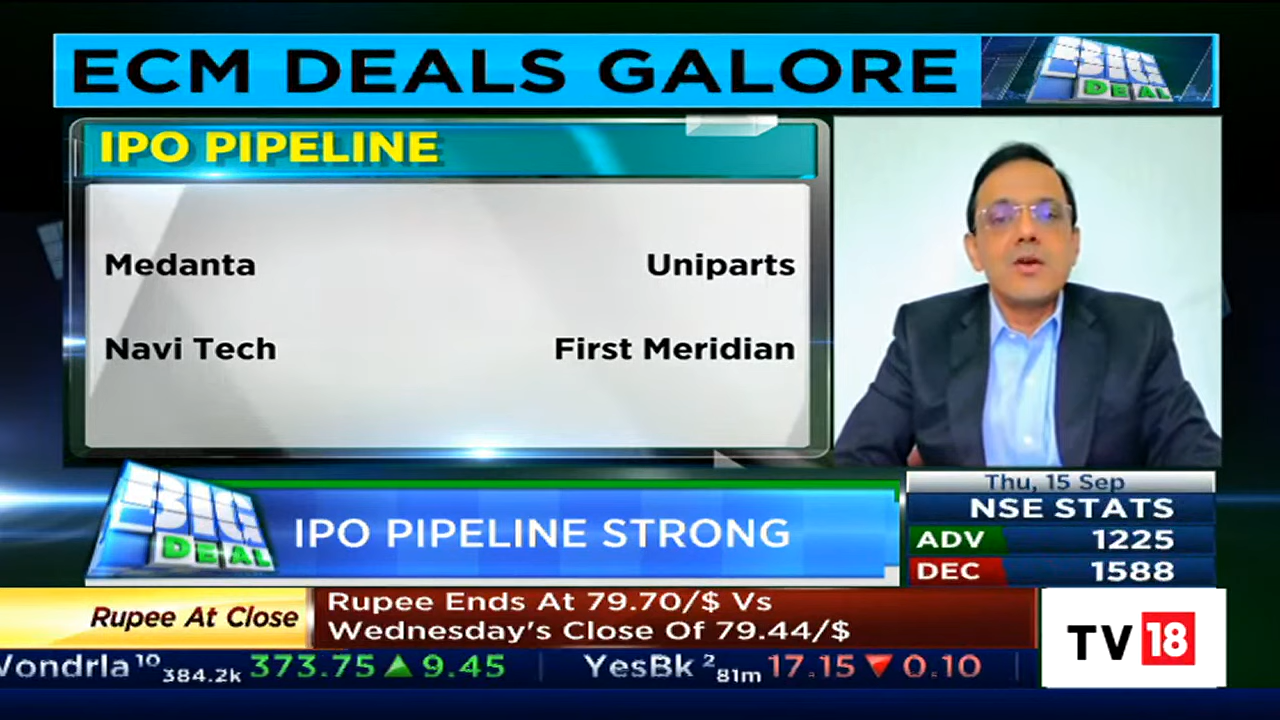 ECM DEALS GALORE
BIG
DEAL
IPO PIPELINE
Medanta
Uniparts
Navi Tech
First Meridian
BIG
DEAL
IPO PIPELINE STRONG
Thu, 15 Sep
NSE STATS
ADV 1225
DEC 1588
Rupee At Close
Rupee Ends At 79.70/$ Vs
Wednesday's Close Of 79.44/$
TV18
Wondrla 10 384.2k 373.75 ▲ 9.45 YesBk 2 81m 17.15 ▼ 0.10